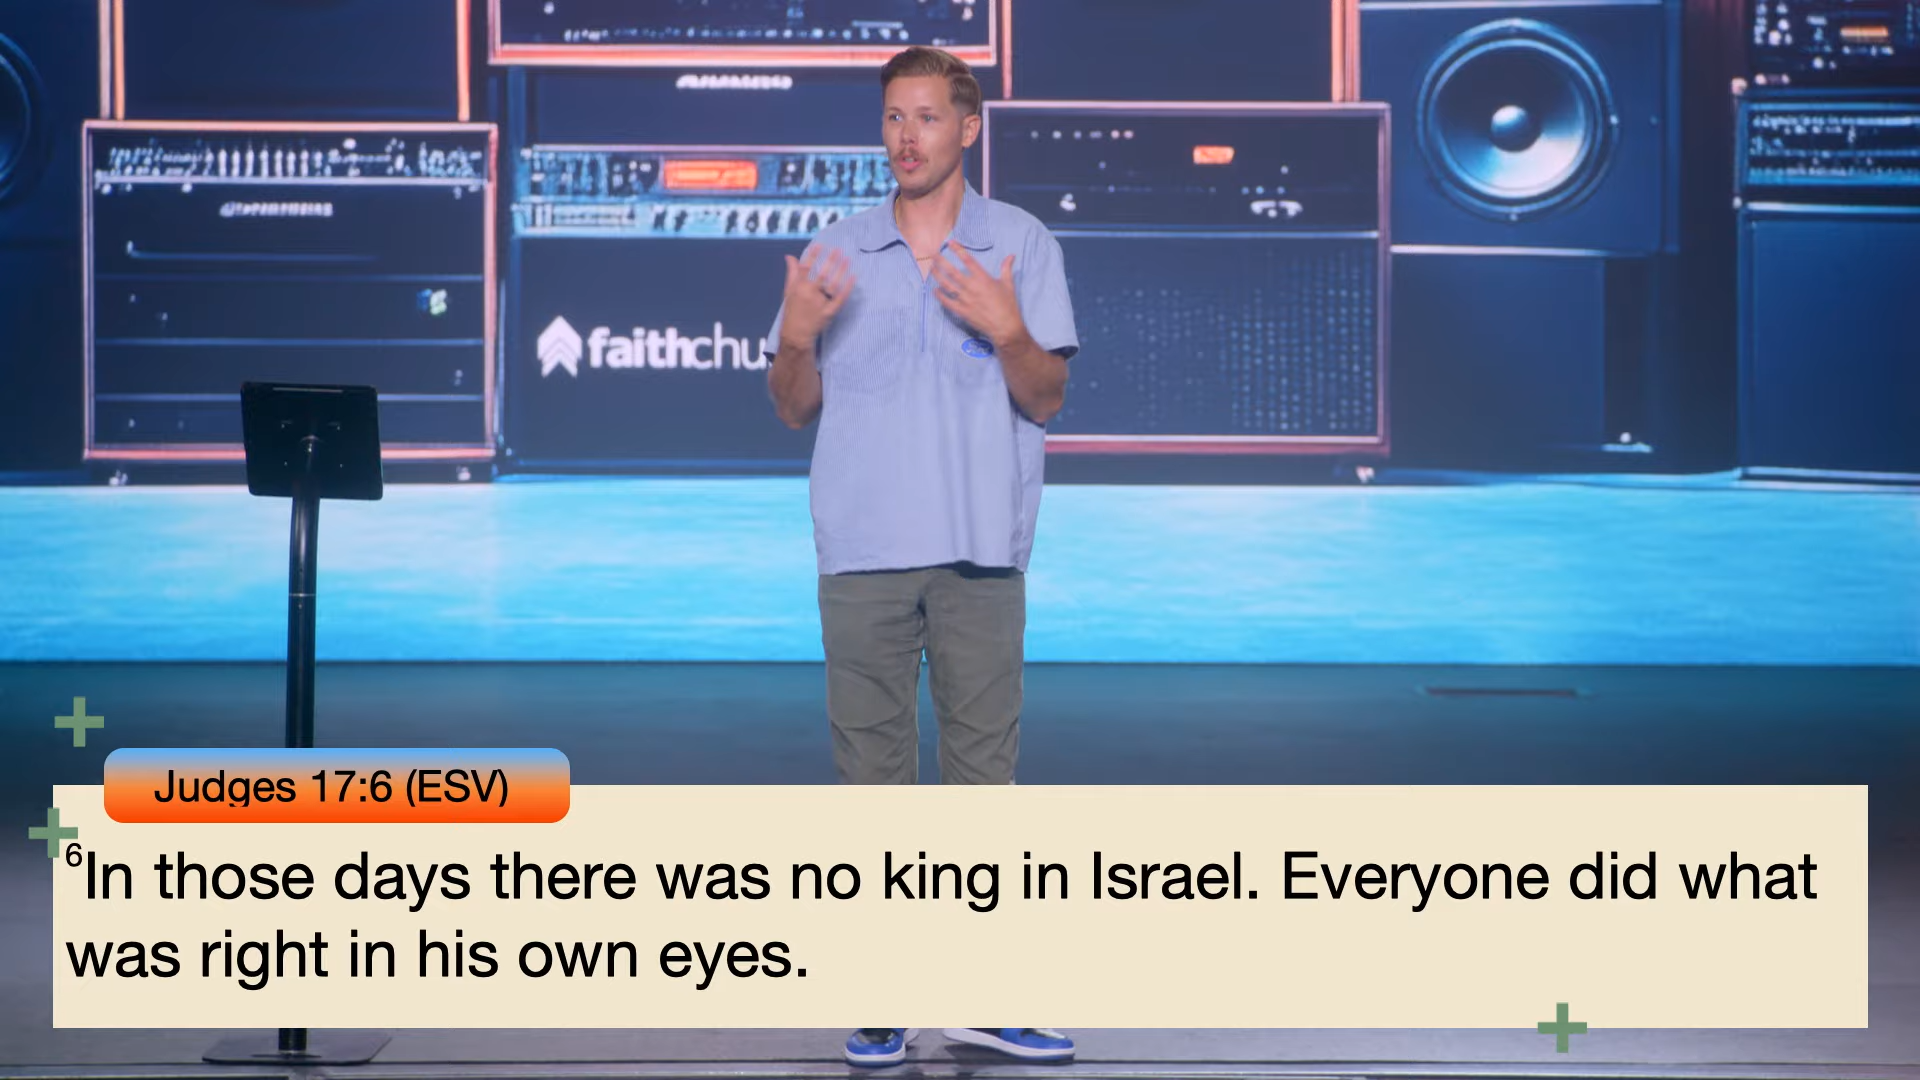 faithchu
Ford
Judges 17:6 (ESV)
6In those days there was no king in Israel. Everyone did what
was right in his own eyes.